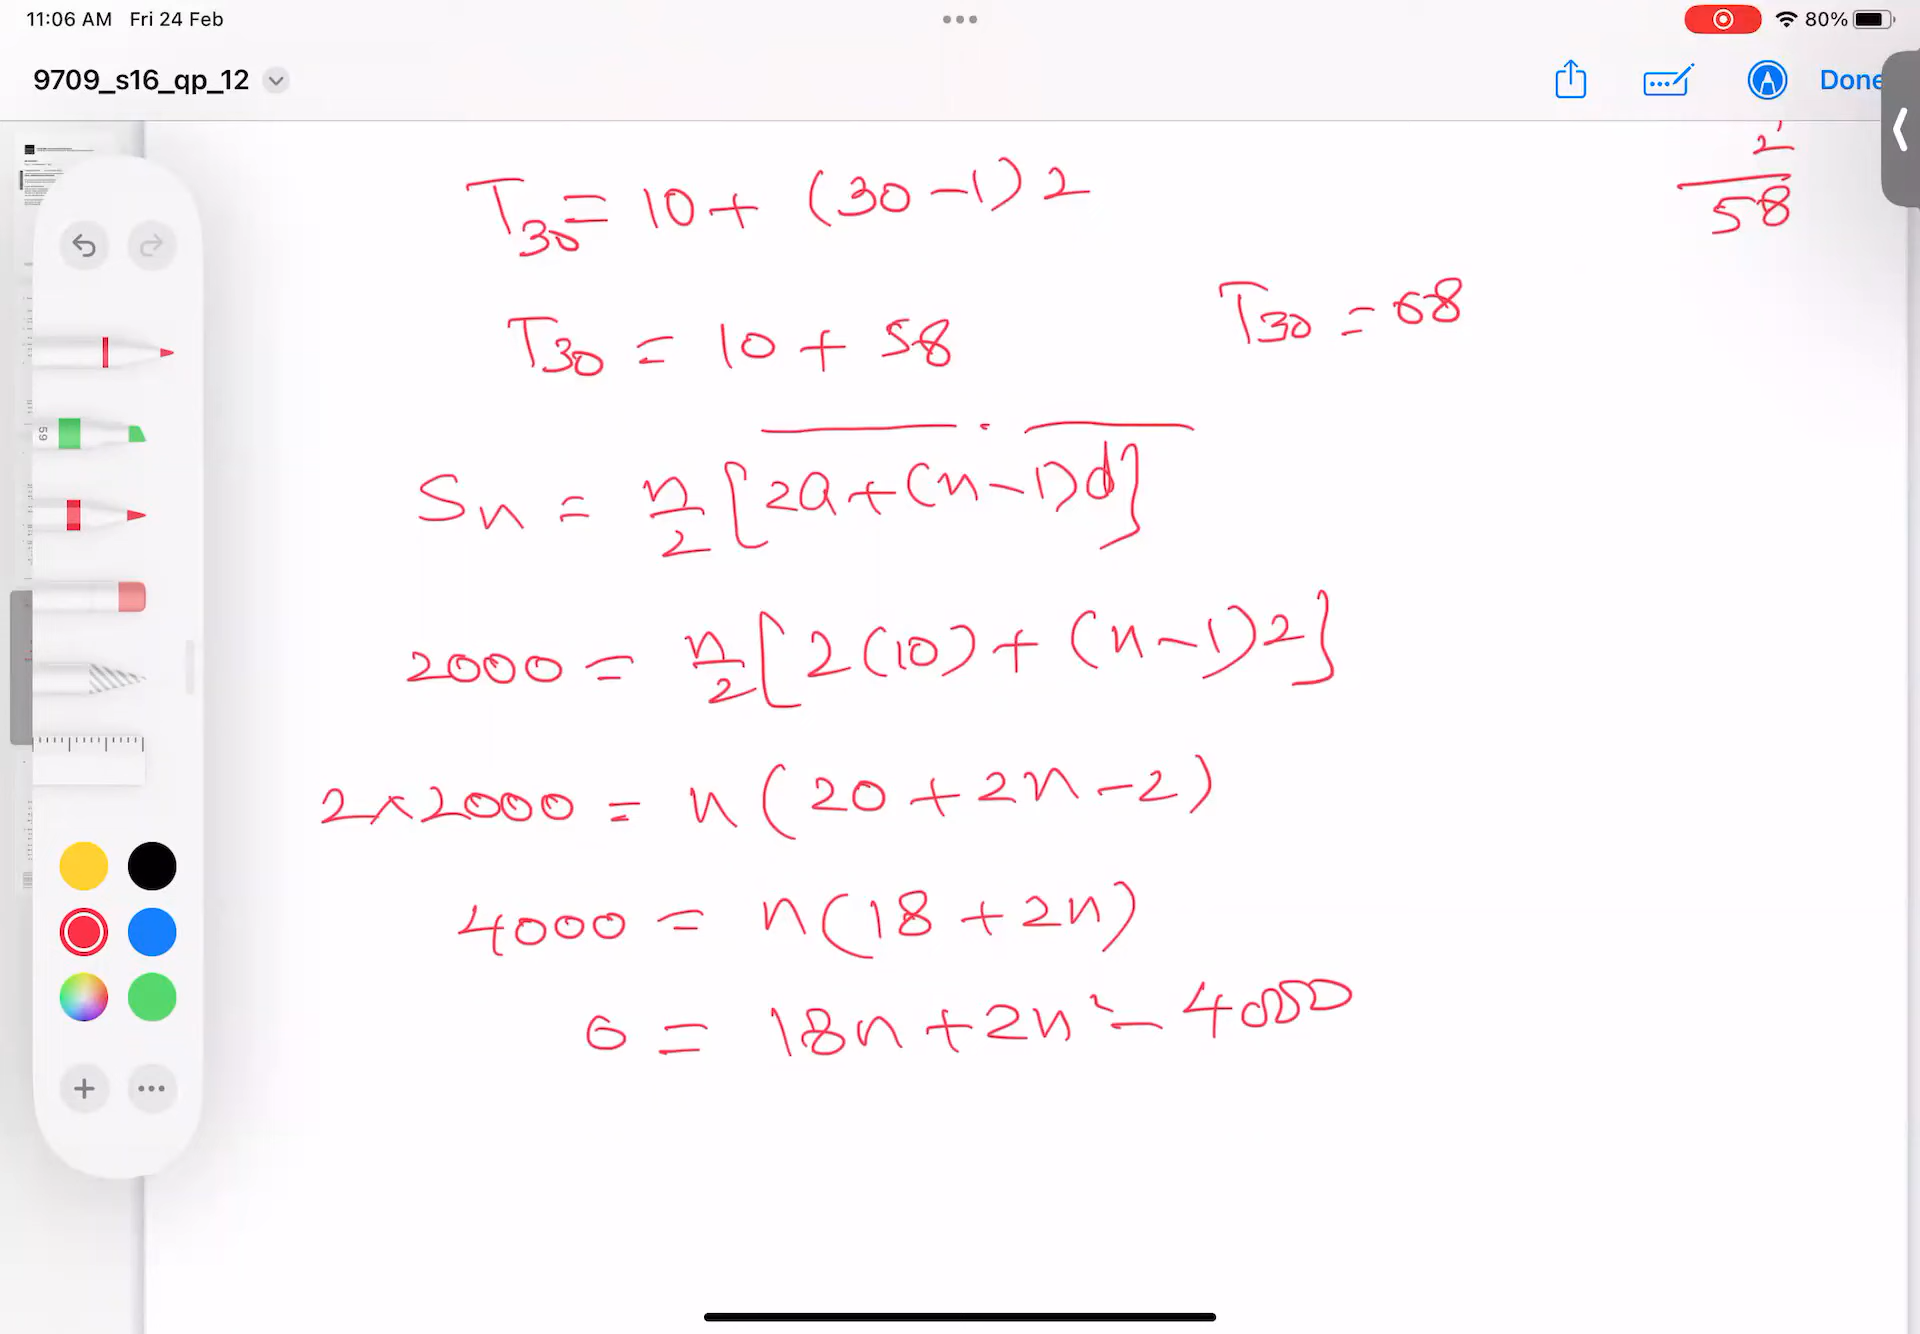 11:06 AM Fri 24 Feb
80%
9709_s16_qp_12
Done
T₃₀ = 10 + (30 - 1) 2
2
58
T₃₀ = 68
T₃₀ = 10 + 58
Sn = n/2 [2a + (n - 1) d]
2000 = n/2 [2(10) + (n - 1) 2]
2 × 2000 = n (20 + 2n - 2)
4000 = n (18 + 2n)
0 = 18n + 2n² - 4000
59